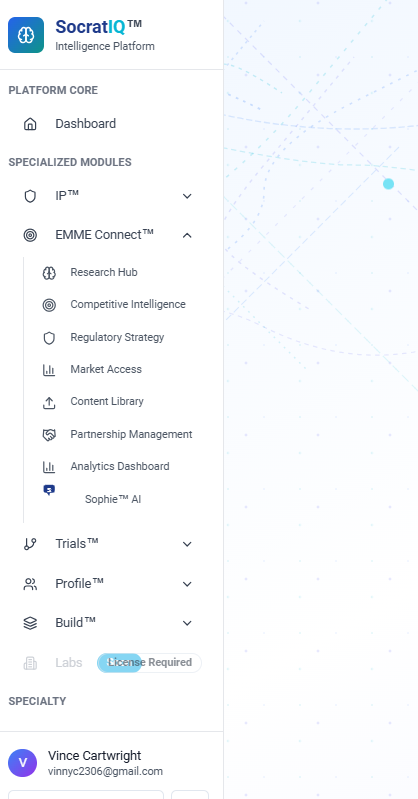 SocratIQ™
Intelligence Platform
PLATFORM CORE
Dashboard
SPECIALIZED MODULES
IP™
EMME Connect™
Research Hub
Competitive Intelligence
Regulatory Strategy
Market Access
Content Library
Partnership Management
Analytics Dashboard
Sophie™ AI
Trials™
Profile™
Build™
Labs License Required
SPECIALTY
V
Vince Cartwright
vinnyc2306@gmail.com